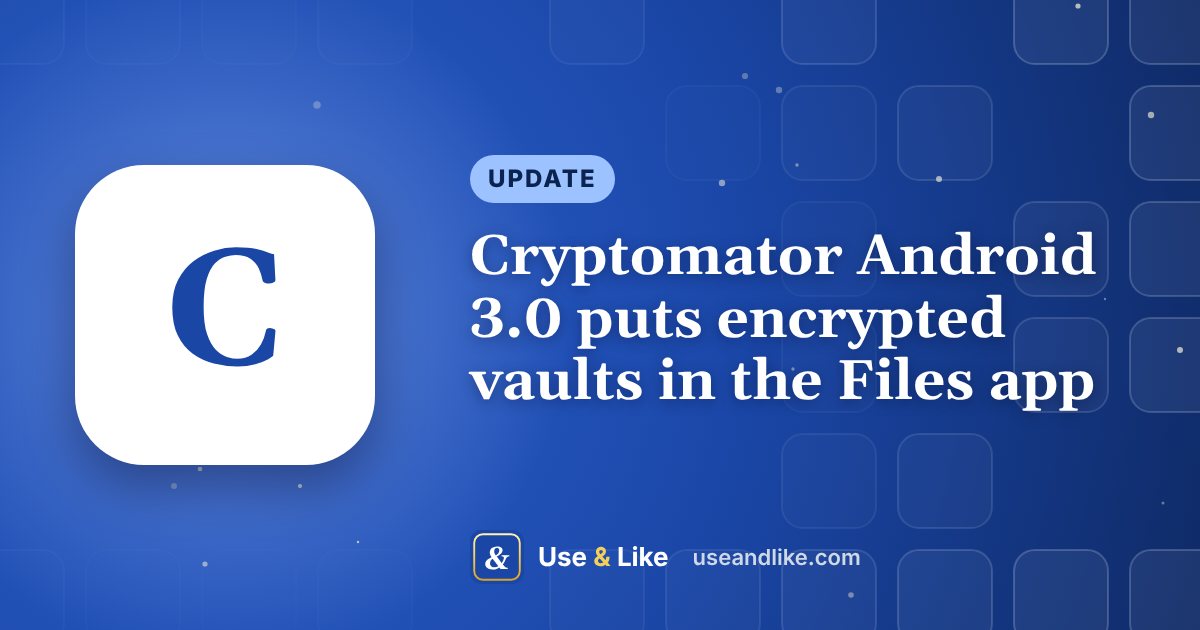 C
UPDATE
Cryptomator Android
3.0 puts encrypted
vaults in the Files app
& Use & Like useandlike.com